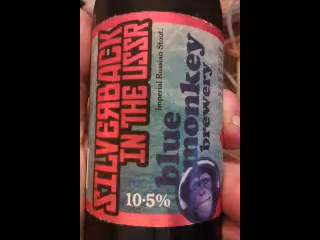 SILVERBACK
IN THE USSR
Imperial Russian Stout.
blue
monkey
brewery
10.5%